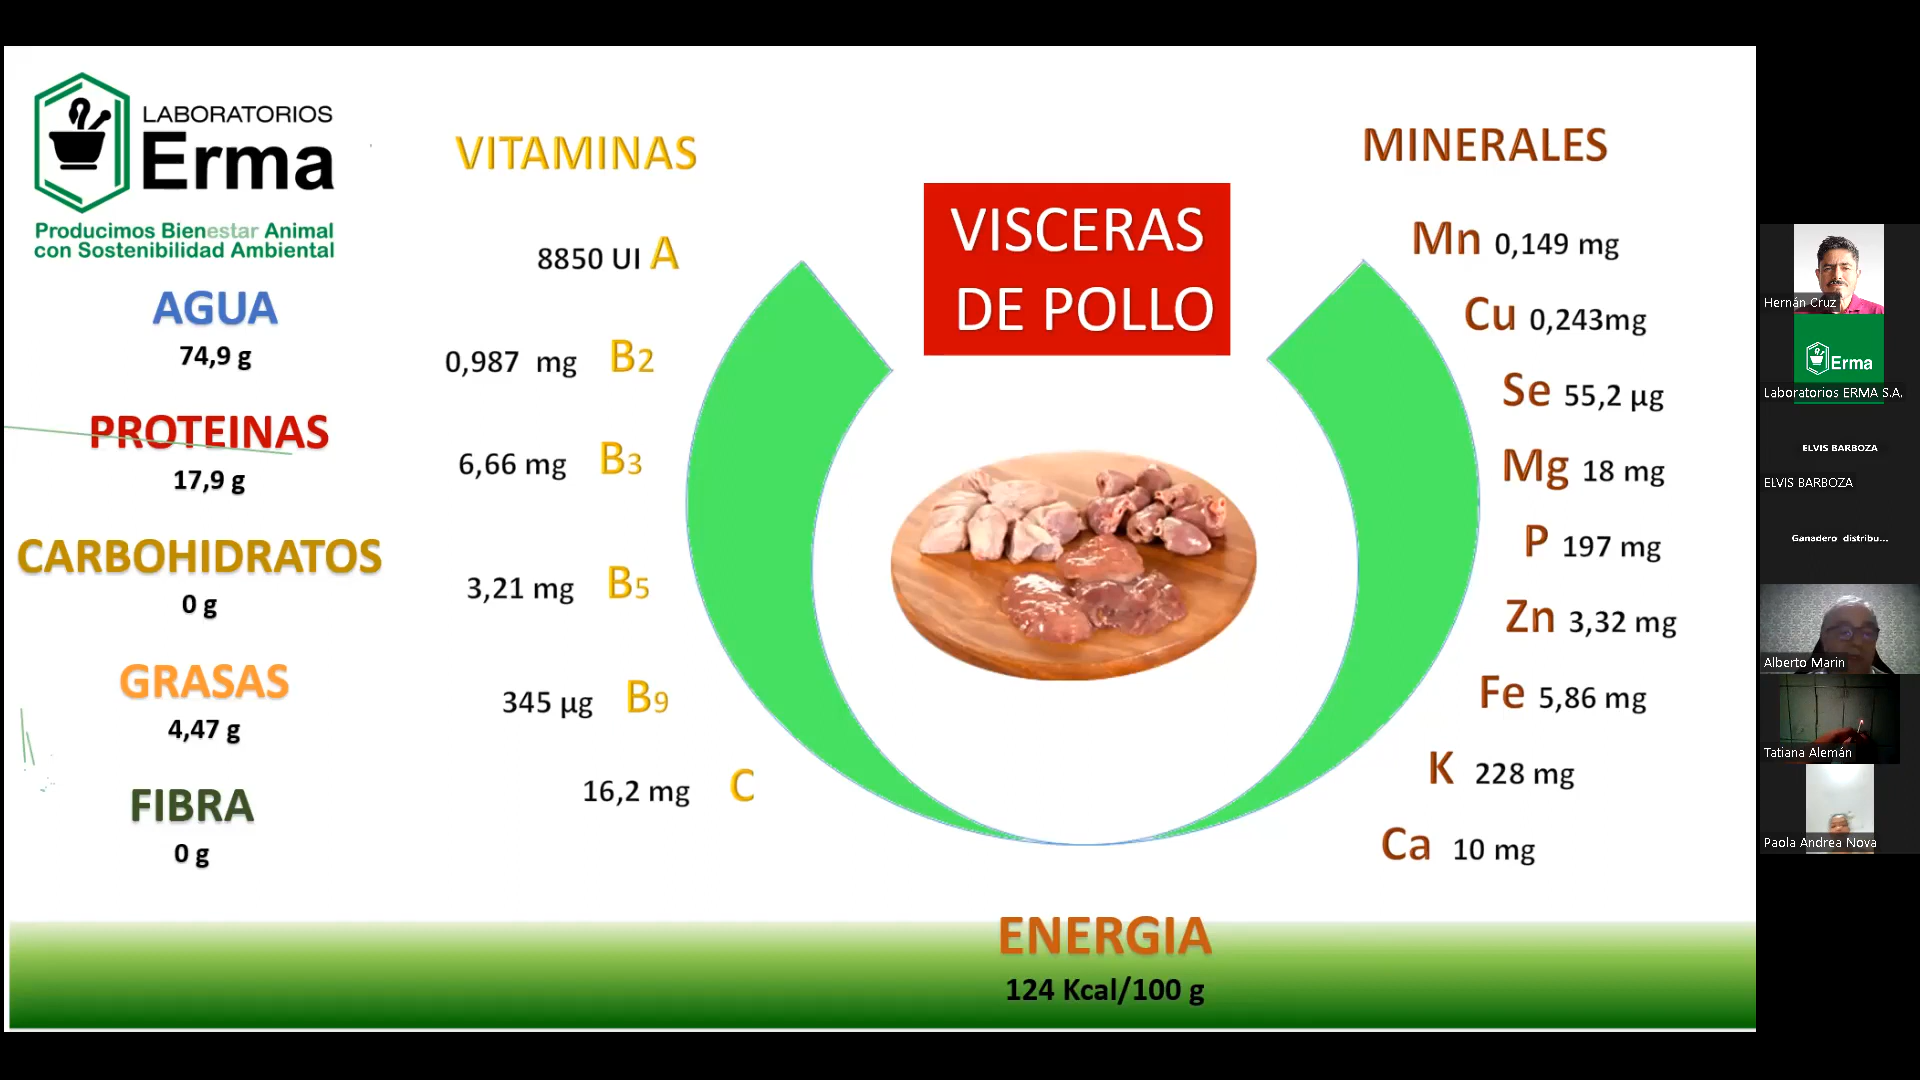 LABORATORIOS
Erma
Producimos Bienestar Animal
con Sostenibilidad Ambiental
AGUA
74,9 g
PROTEINAS
17,9 g
CARBOHIDRATOS
0 g
GRASAS
4,47 g
FIBRA
0 g
VITAMINAS
8850 UI A
0,987 mg B2
6,66 mg B3
3,21 mg B5
345 µg B9
16,2 mg C
VISCERAS
DE POLLO
MINERALES
Mn 0,149 mg
Cu 0,243mg
Se 55,2 µg
Mg 18 mg
P 197 mg
Zn 3,32 mg
Fe 5,86 mg
K 228 mg
Ca 10 mg
ENERGIA
124 Kcal/100 g
Hernán Cruz
Erma
Laboratorios ERMA S.A.
ELVIS BARBOZA
ELVIS BARBOZA
Ganadero distribu...
Alberto Marin
Tatiana Alemán
Paola Andrea Nova